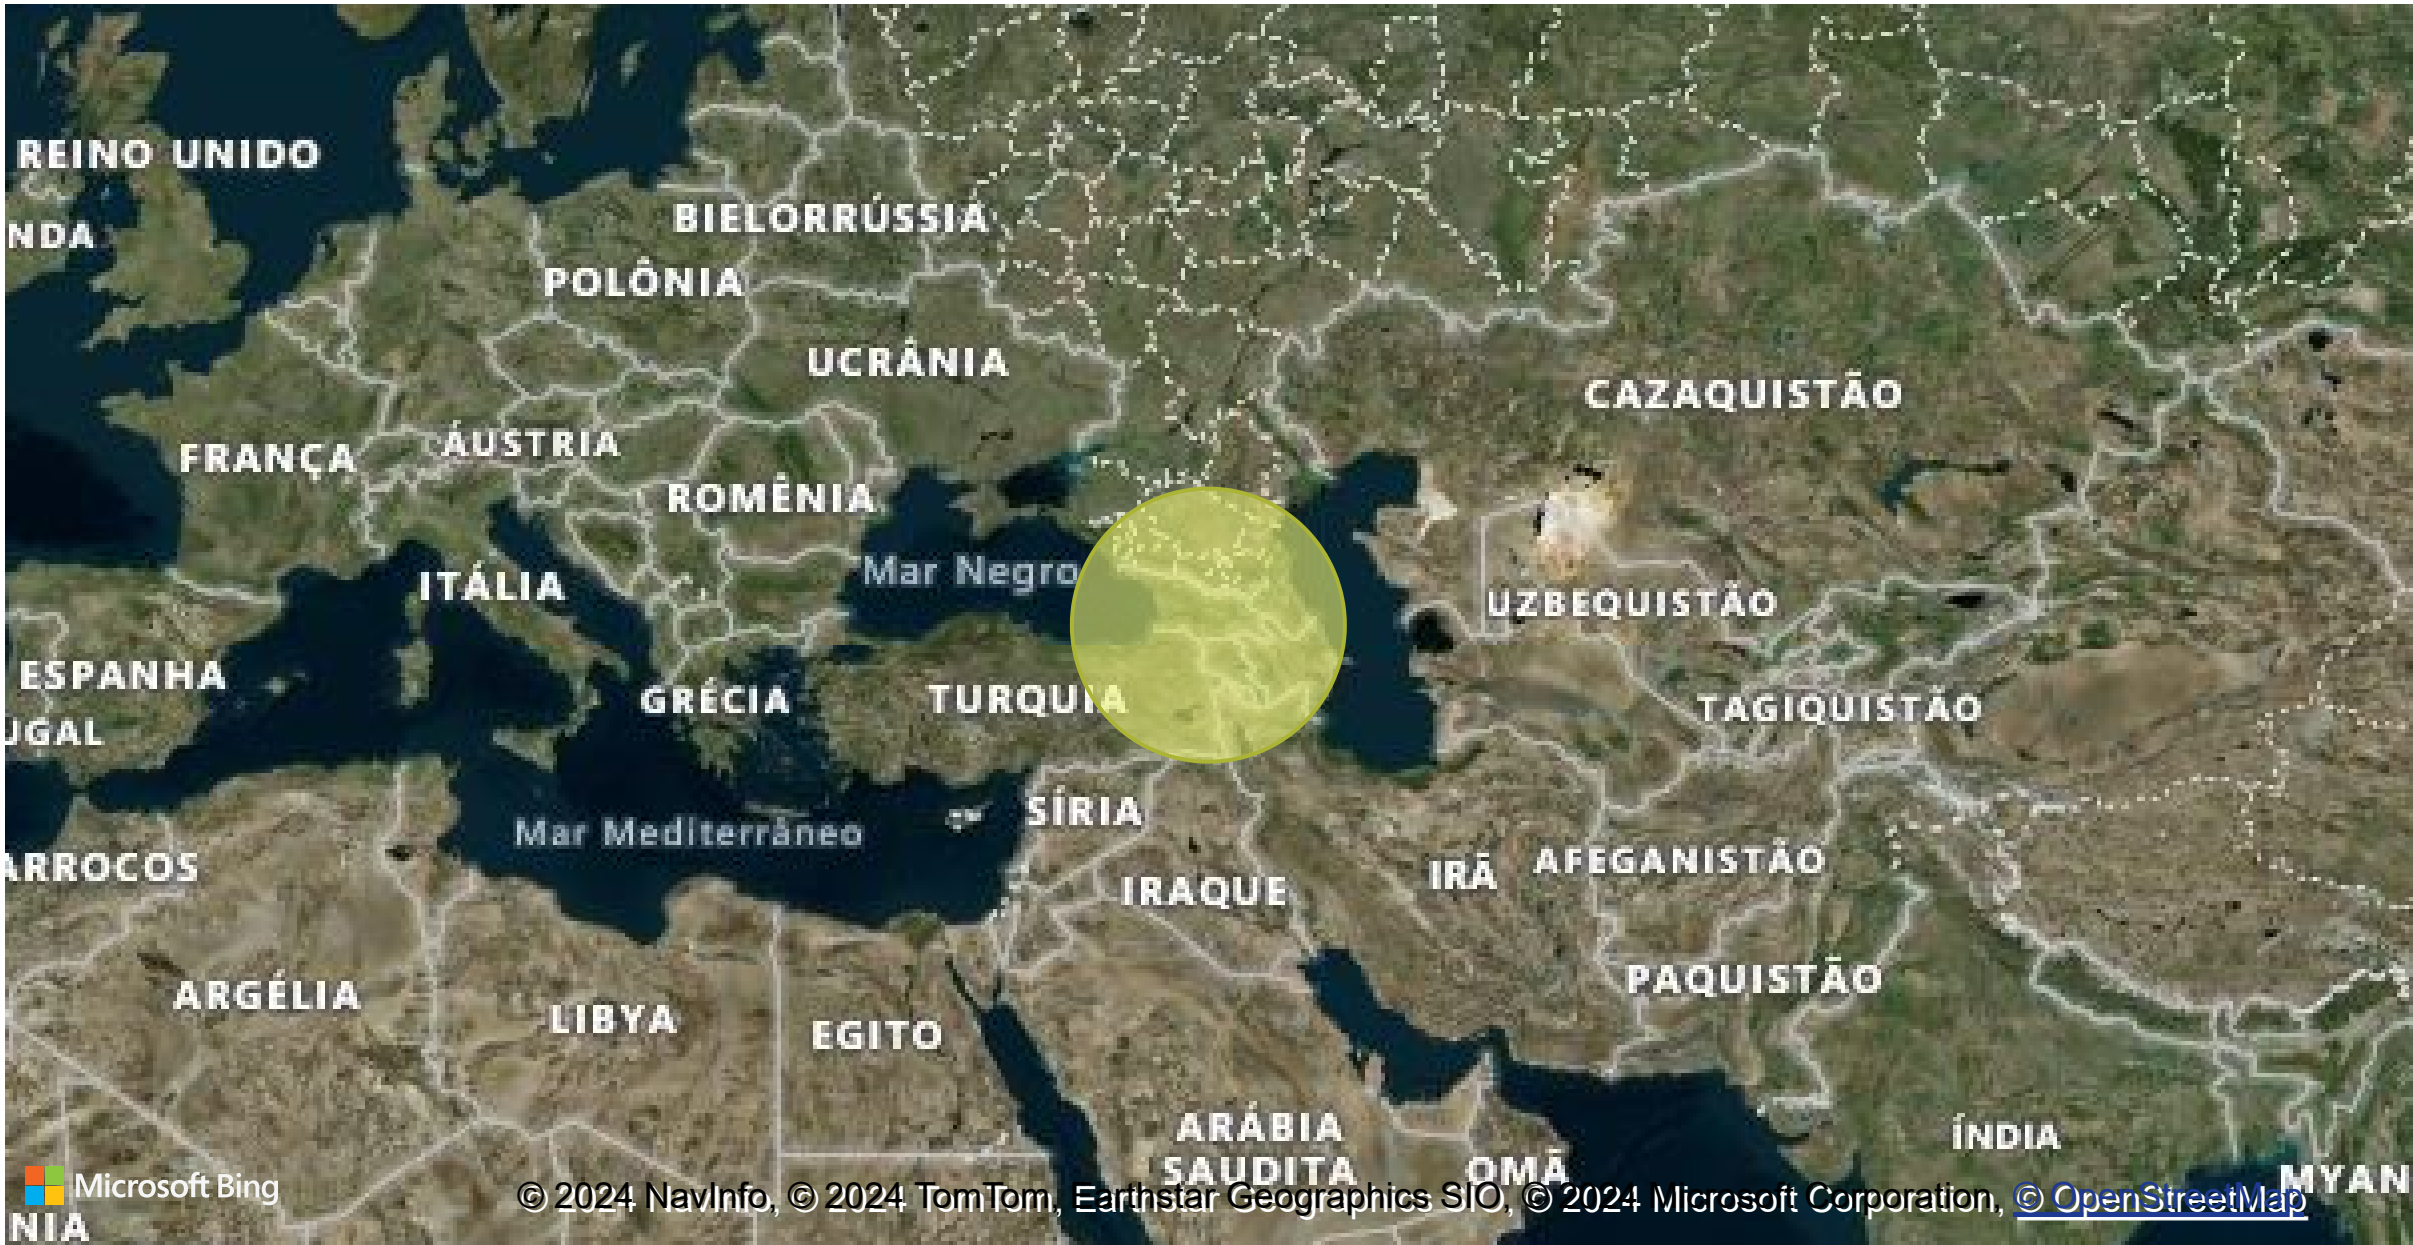 REINO UNIDO
NDA
BIELORRÚSSIA
POLÔNIA
UCRÂNIA
CAZAQUISTÃO
ÁUSTRIA
FRANÇA
ROMÊNIA
Mar Negro
ITÁLIA
UZBEQUISTÃO
ESPANHA
GRÉCIA
TURQUIA
TAGIQUISTÃO
UGAL
SÍRIA
Mar Mediterrâneo
ARROCOS
IRAQUE
IRÃ
AFEGANISTÃO
PAQUISTÃO
ARGÉLIA
LIBYA
EGITO
ARÁBIA
SAUDITA
OMÃ
ÍNDIA
MYAN
Microsoft Bing
© 2024 NavInfo, © 2024 TomTom, Earthstar Geographics SIO, © 2024 Microsoft Corporation, © OpenStreetMap
NIA